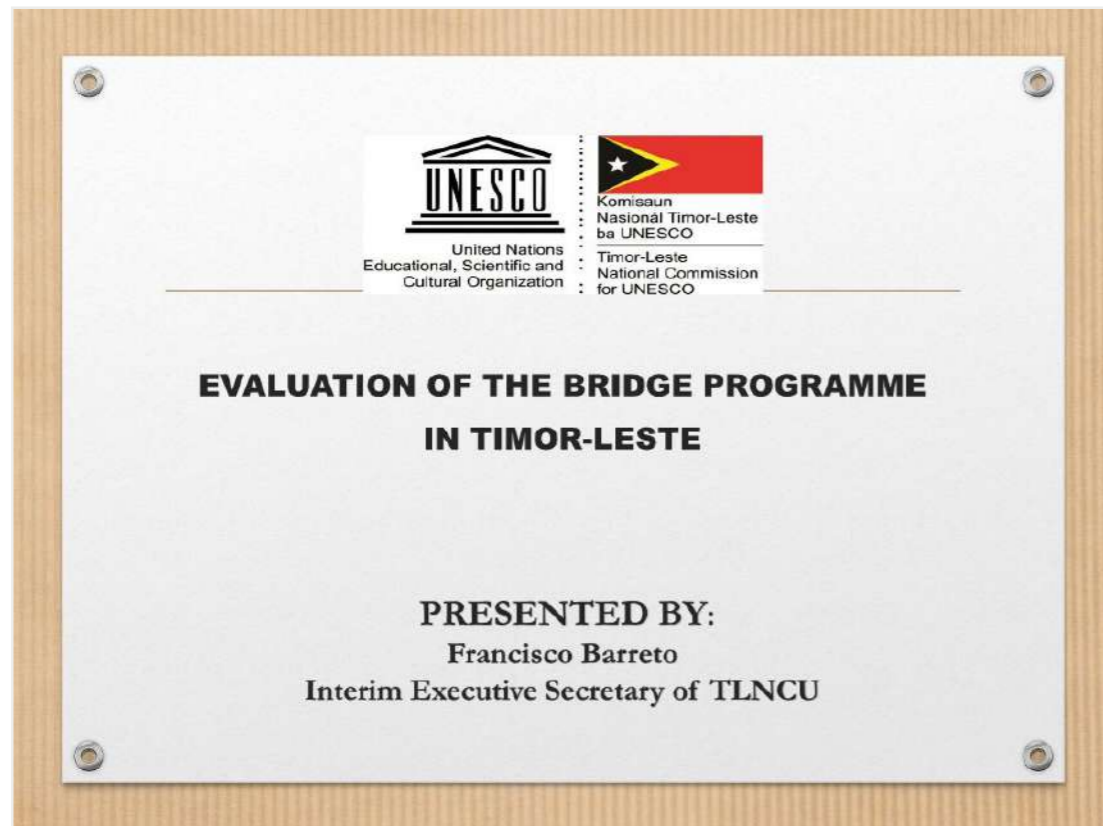 UNESCO
United Nations
Educational, Scientific and
Cultural Organization
Komisaun
Nasionál Timor-Leste
ba UNESCO
Timor-Leste
National Commission
for UNESCO
EVALUATION OF THE BRIDGE PROGRAMME
IN TIMOR-LESTE
PRESENTED BY:
Francisco Barreto
Interim Executive Secretary of TLNCU